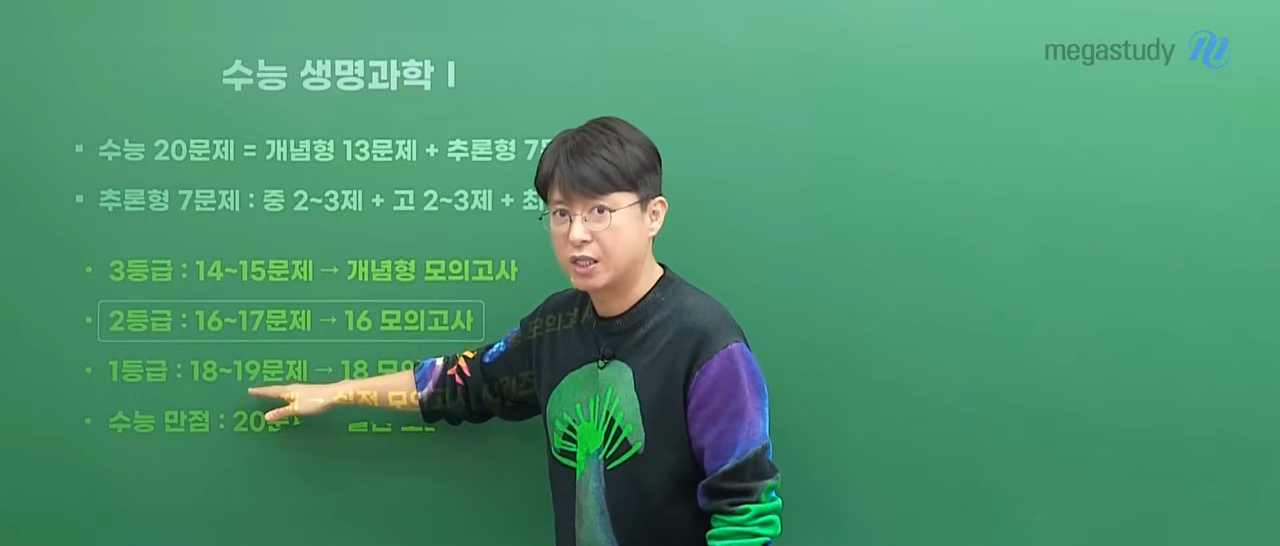 megastudy
수능 생명과학 I
▪ 수능 20문제 = 개념형 13문제 + 추론형 7
▪ 추론형 7문제 : 중 2~3제 + 고 2~3제 + 최
• 3등급 : 14~15문제 → 개념형 모의고사
• 2등급 : 16~17문제 → 16 모의고사
• 1등급 : 18~19문제 → 18
• 수능 만점 : 20